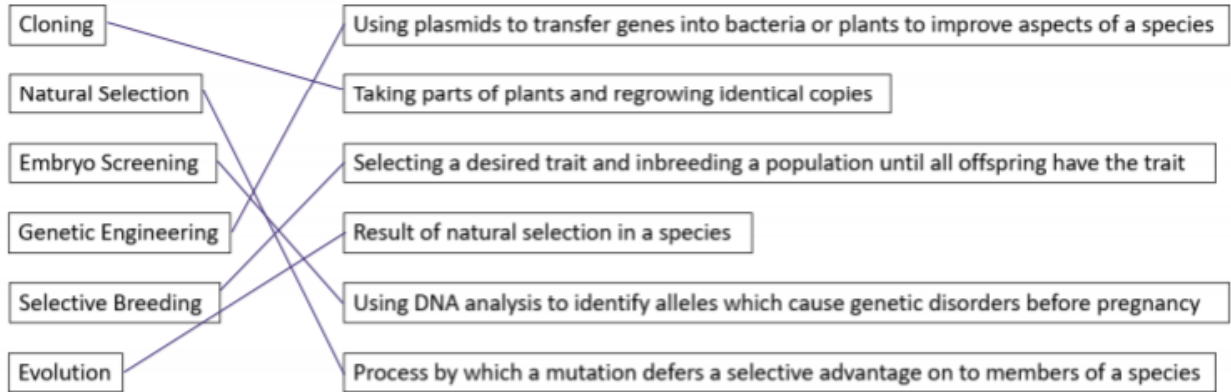 Cloning
Using plasmids to transfer genes into bacteria or plants to improve aspects of a species
Natural Selection
Taking parts of plants and regrowing identical copies
Embryo Screening
Selecting a desired trait and inbreeding a population until all offspring have the trait
Genetic Engineering
Result of natural selection in a species
Selective Breeding
Using DNA analysis to identify alleles which cause genetic disorders before pregnancy
Evolution
Process by which a mutation defers a selective advantage on to members of a species